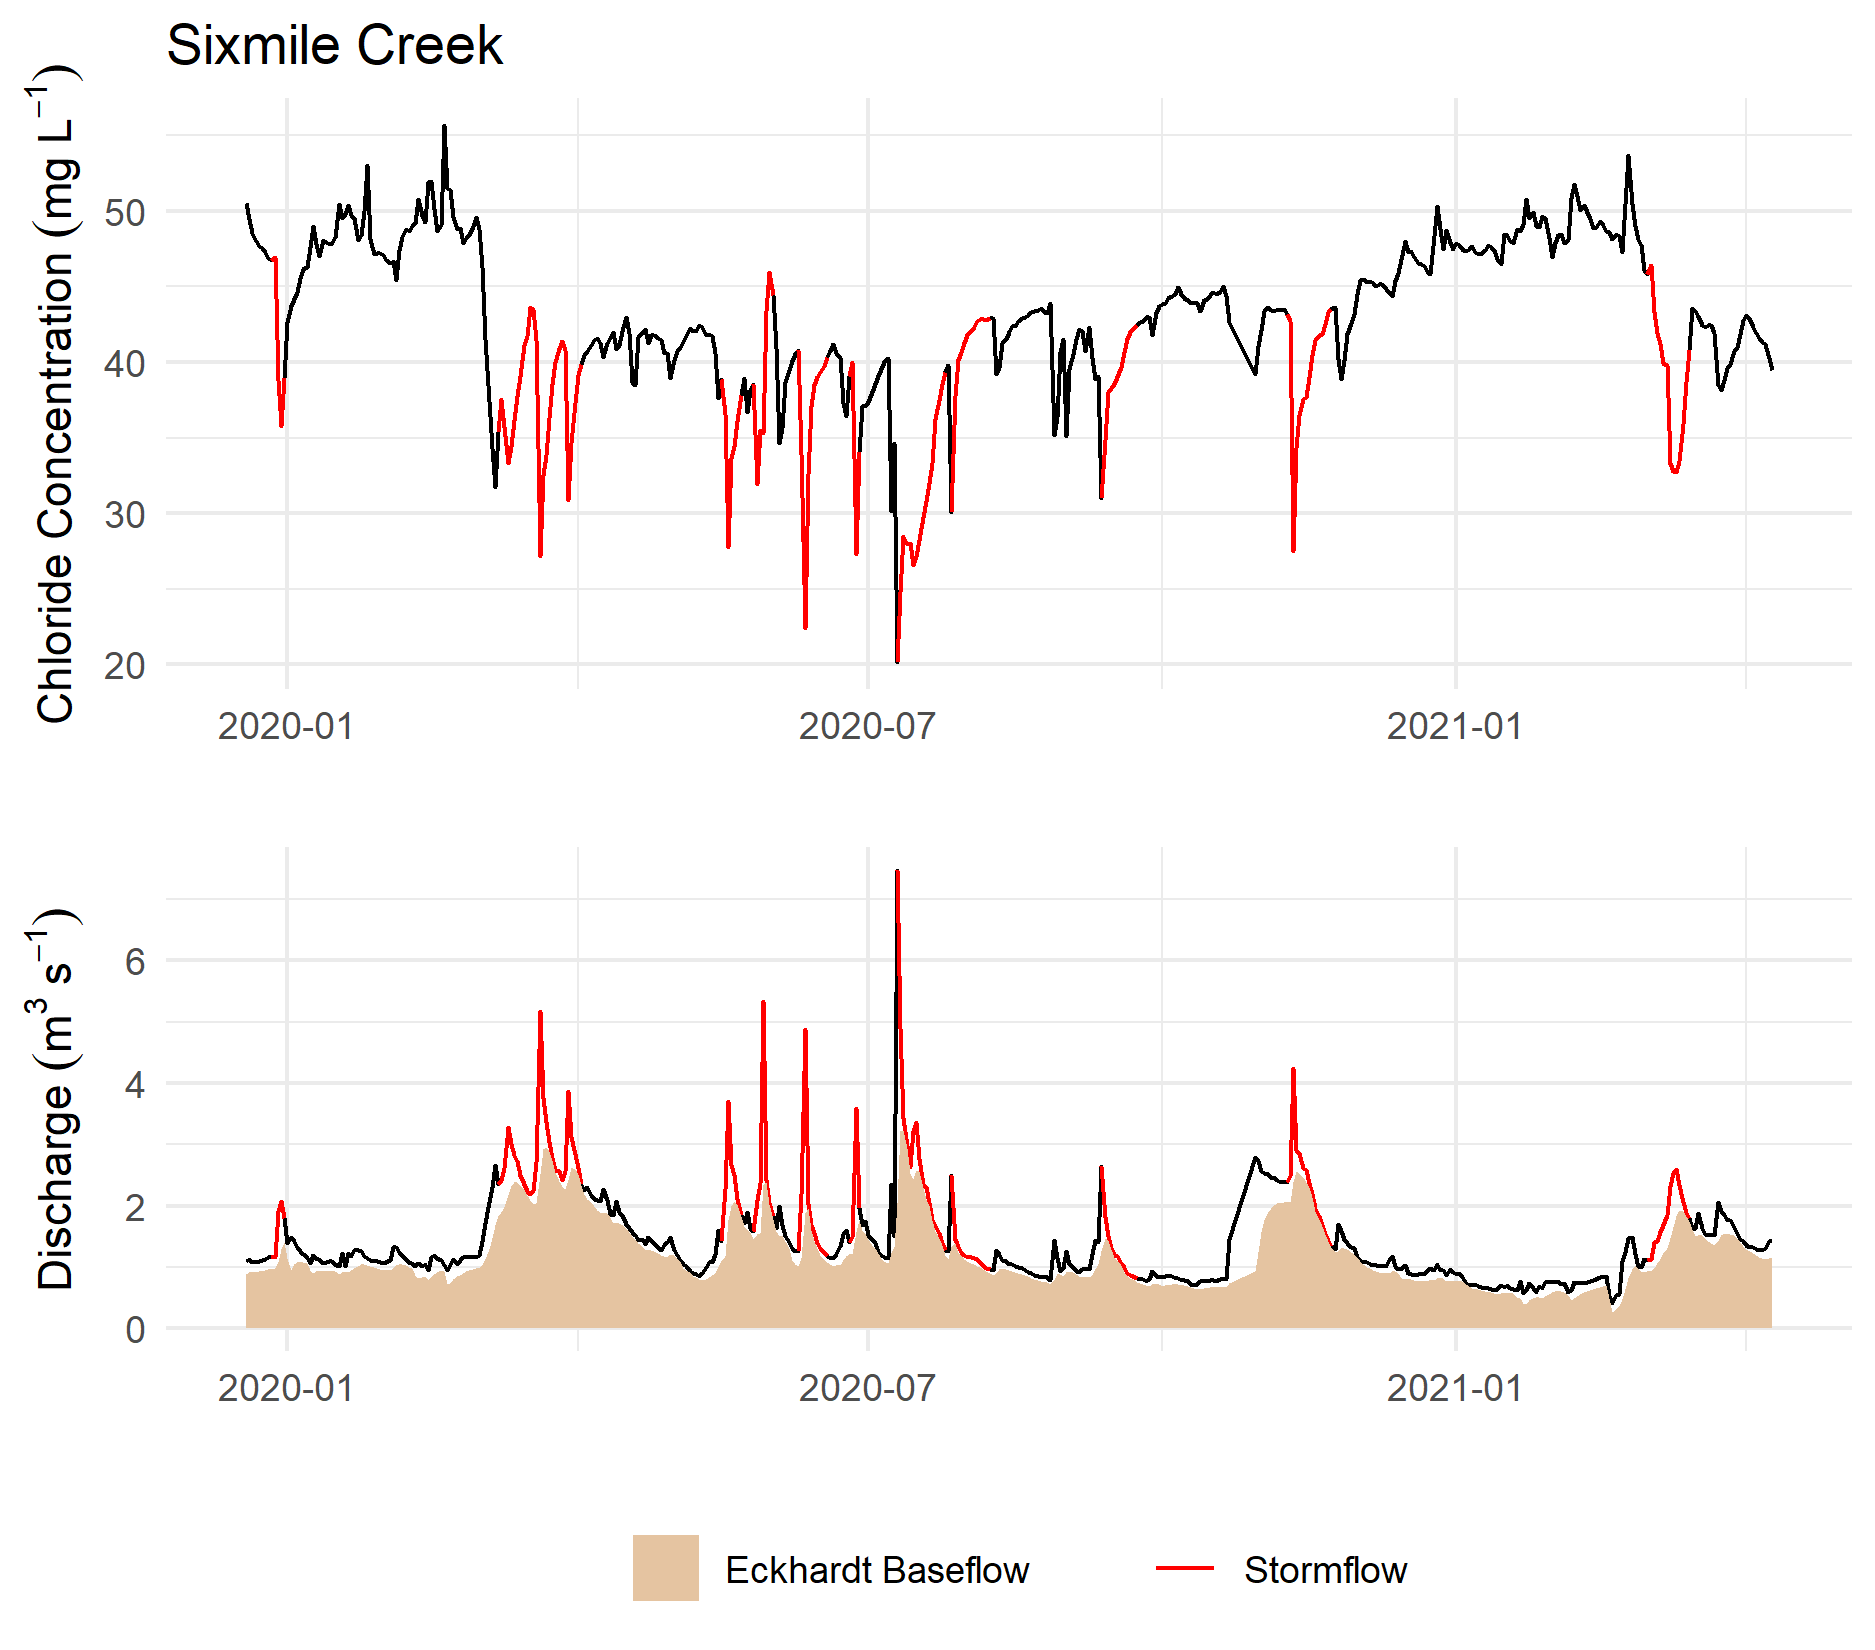 Sixmile Creek
Chloride Concentration (mg L⁻¹)
50
40
30
20
2020-01
2020-07
2021-01
Discharge (m³ s⁻¹)
6
4
2
0
2020-01
2020-07
2021-01
Eckhardt Baseflow
Stormflow